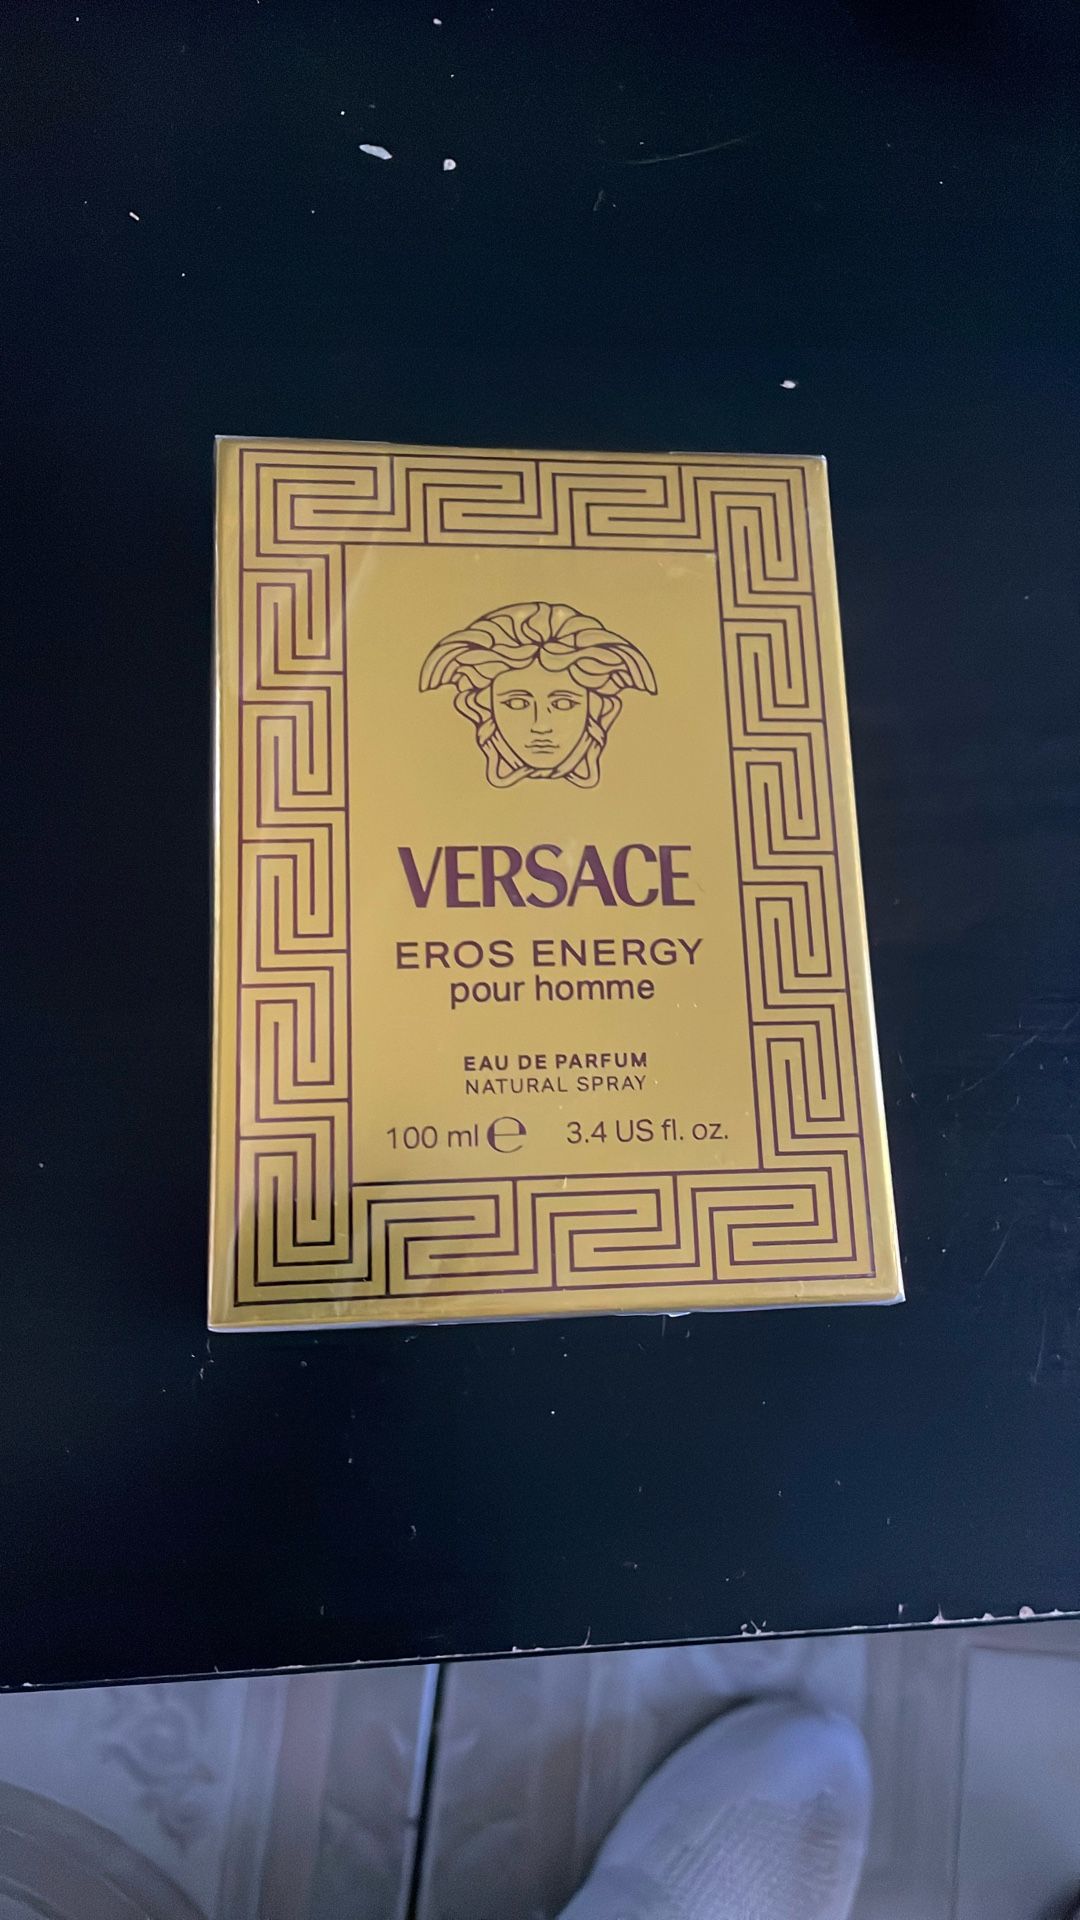 VERSACE
EROS ENERGY
pour homme
EAU DE PARFUM
NATURAL SPRAY
100 ml ℮ 3.4 US fl. oz.